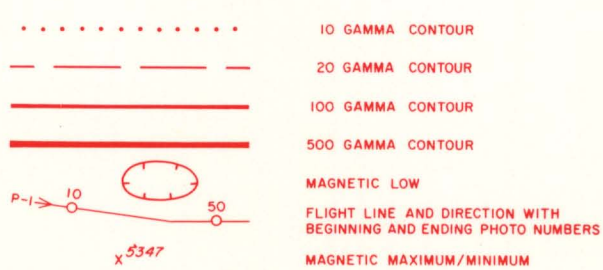 10 GAMMA CONTOUR
20 GAMMA CONTOUR
100 GAMMA CONTOUR
500 GAMMA CONTOUR
MAGNETIC LOW
P-1 10 50
FLIGHT LINE AND DIRECTION WITH
BEGINNING AND ENDING PHOTO NUMBERS
x 5347
MAGNETIC MAXIMUM/MINIMUM